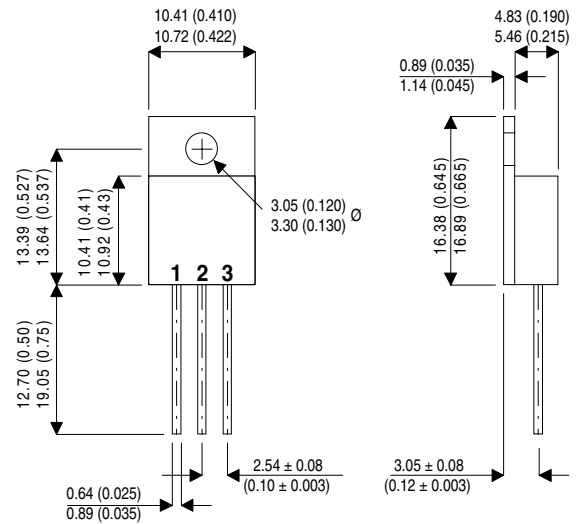 10.41 (0.410)
10.72 (0.422)
4.83 (0.190)
5.46 (0.215)
0.89 (0.035)
1.14 (0.045)
13.39 (0.527)
13.64 (0.537)
10.41 (0.41)
10.92 (0.43)
3.05 (0.120)
3.30 (0.130) Ø
16.38 (0.645)
16.89 (0.665)
1 2 3
12.70 (0.50)
19.05 (0.75)
2.54 ± 0.08
(0.10 ± 0.003)
3.05 ± 0.08
(0.12 ± 0.003)
0.64 (0.025)
0.89 (0.035)